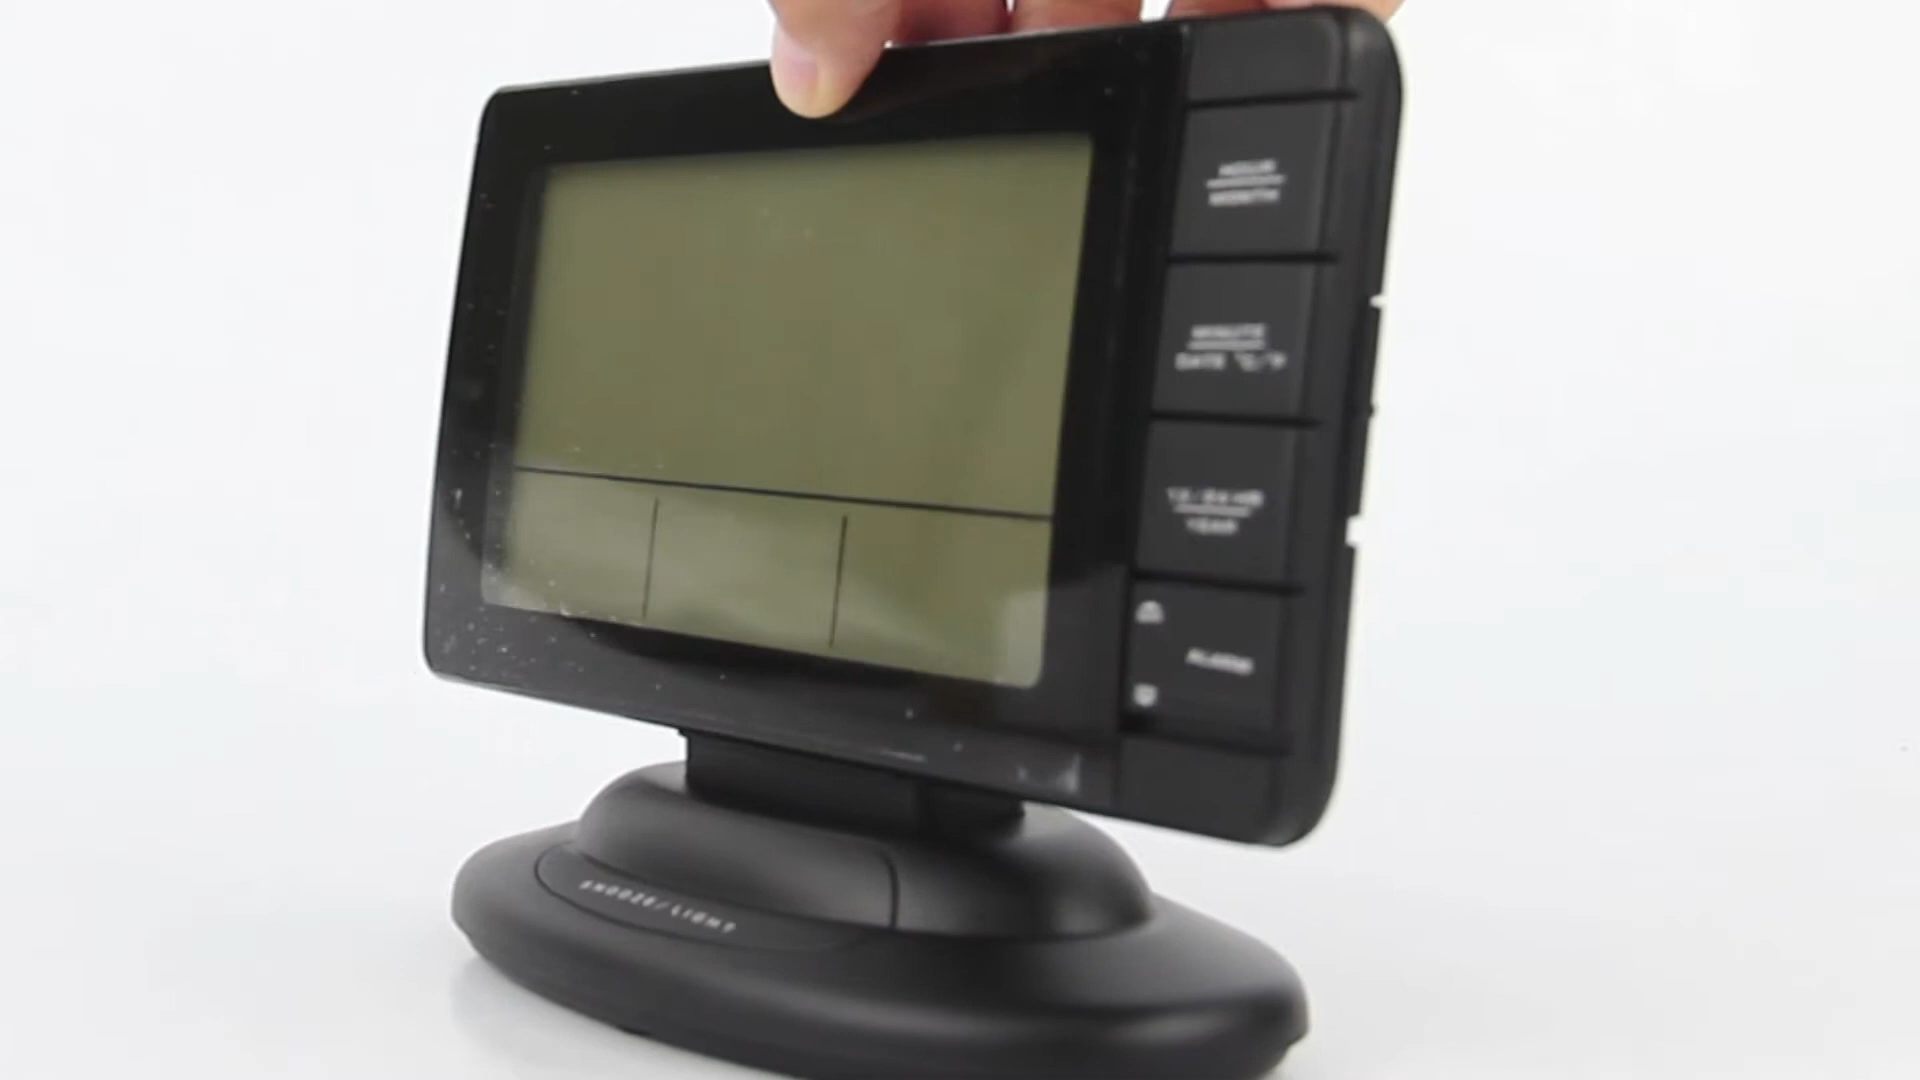 HOUR
MONTH
MINUTE
DATE °C/°F
12/24 HR
YEAR
ALARM
SNOOZE/LIGHT